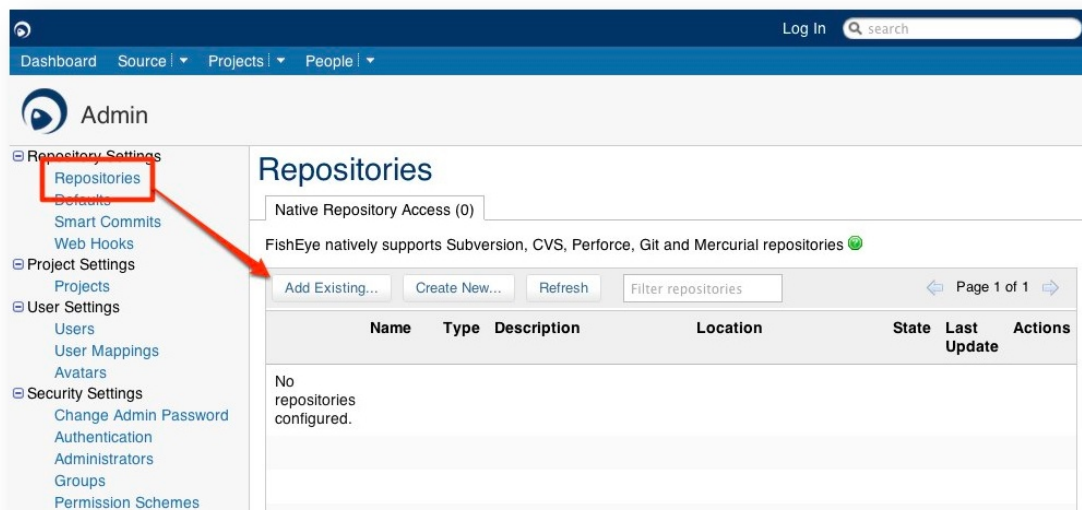 Log In search
Dashboard Source Projects People
Admin
Repository Settings
Repositories
Defaults
Smart Commits
Web Hooks
Project Settings
Projects
User Settings
Users
User Mappings
Avatars
Security Settings
Change Admin Password
Authentication
Administrators
Groups
Permission Schemes
Repositories
Native Repository Access (0)
FishEye natively supports Subversion, CVS, Perforce, Git and Mercurial repositories
Add Existing... Create New... Refresh Filter repositories Page 1 of 1
Name Type Description Location State Last Update Actions
No
repositories
configured.